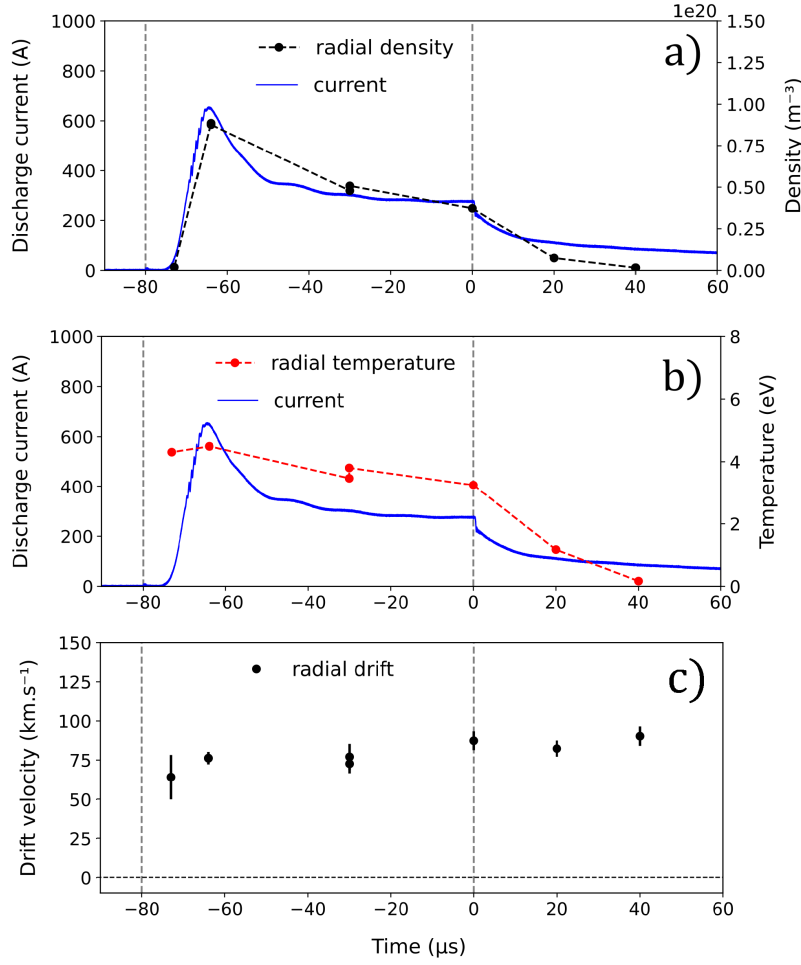 1e20
1000
800
600
400
200
0
Discharge current (A)
1.50
1.25
1.00
0.75
0.50
0.25
0.00
Density (m⁻³)
radial density
current
a)
−80 −60 −40 −20 0 20 40 60
1000
800
600
400
200
0
Discharge current (A)
8
6
4
2
0
Temperature (eV)
radial temperature
current
b)
−80 −60 −40 −20 0 20 40 60
150
125
100
75
50
25
0
Drift velocity (km.s⁻¹)
radial drift
c)
−80 −60 −40 −20 0 20 40 60
Time (μs)